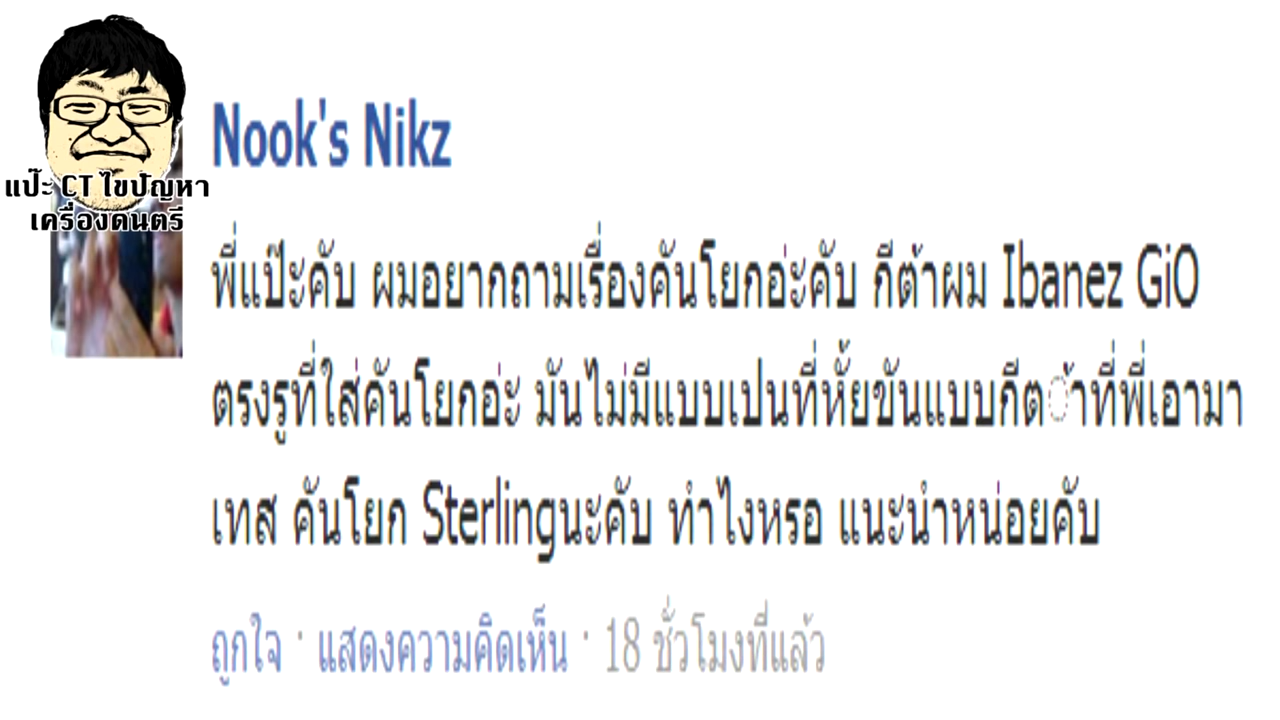 Nook's Nikz
แป๊ะ CT ไขปัญหา
เครื่องดนตรี
พี่แป๊ะคับ ผมอยากถามเรื่องคันโยกอ่ะคับ กีต้าผม Ibanez GiO
ตรงรูที่ใส่คันโยกอ่ะ มันไม่มีแบบเปนที่หั้ยขันแบบกีต ้าที่พี่เอามา
เทส คันโยก Sterlingนะคับ ทำไงหรอ แนะนำหน่อยคับ
ถูกใจ · แสดงความคิดเห็น · 18 ชั่วโมงที่แล้ว